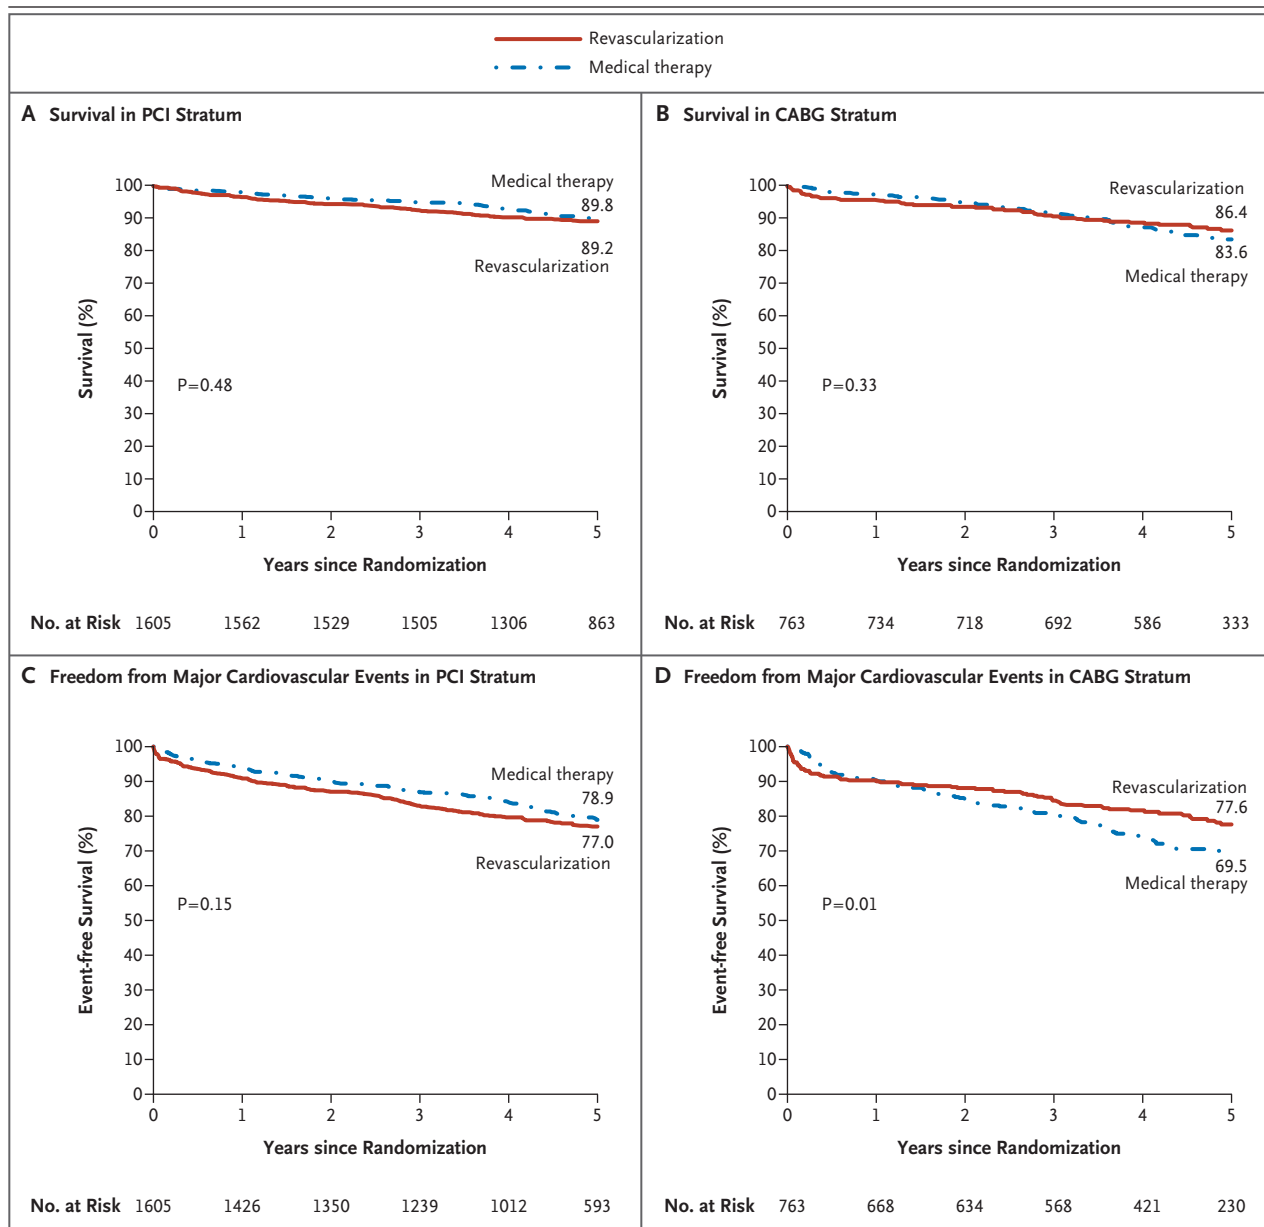 Revascularization
Medical therapy
A Survival in PCI Stratum
100
90
80
70
60
50
40
30
20
10
0
Survival (%)
Medical therapy
89.8
89.2
Revascularization
P=0.48
0 1 2 3 4 5
Years since Randomization
No. at Risk 1605 1562 1529 1505 1306 863
B Survival in CABG Stratum
100
90
80
70
60
50
40
30
20
10
0
Survival (%)
Revascularization
86.4
83.6
Medical therapy
P=0.33
0 1 2 3 4 5
Years since Randomization
No. at Risk 763 734 718 692 586 333
C Freedom from Major Cardiovascular Events in PCI Stratum
100
90
80
70
60
50
40
30
20
10
0
Event-free Survival (%)
Medical therapy
78.9
77.0
Revascularization
P=0.15
0 1 2 3 4 5
Years since Randomization
No. at Risk 1605 1426 1350 1239 1012 593
D Freedom from Major Cardiovascular Events in CABG Stratum
100
90
80
70
60
50
40
30
20
10
0
Event-free Survival (%)
Revascularization
77.6
69.5
Medical therapy
P=0.01
0 1 2 3 4 5
Years since Randomization
No. at Risk 763 668 634 568 421 230